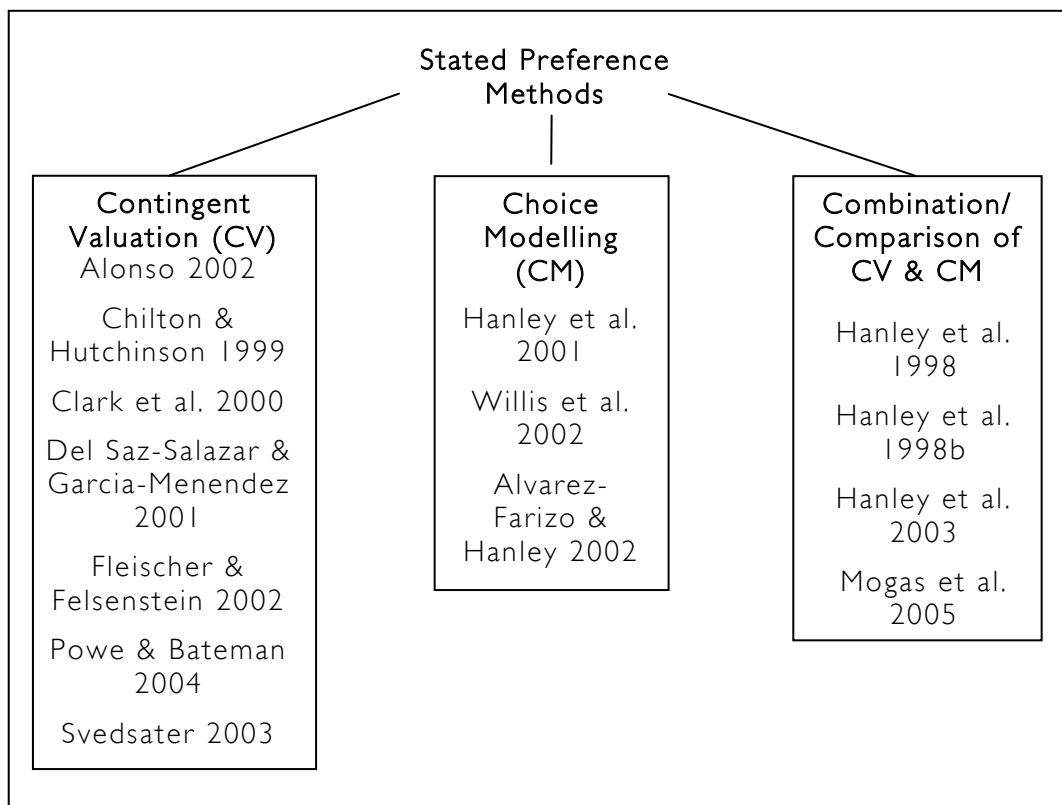 Stated Preference
Methods
Contingent
Valuation (CV)
Alonso 2002
Chilton &
Hutchinson 1999
Clark et al. 2000
Del Saz-Salazar &
Garcia-Menendez
2001
Fleischer &
Felsenstein 2002
Powe & Bateman
2004
Svedsater 2003
Choice
Modelling
(CM)
Hanley et al.
2001
Willis et al.
2002
Alvarez-
Farizo &
Hanley 2002
Combination/
Comparison of
CV & CM
Hanley et al.
1998
Hanley et al.
1998b
Hanley et al.
2003
Mogas et al.
2005